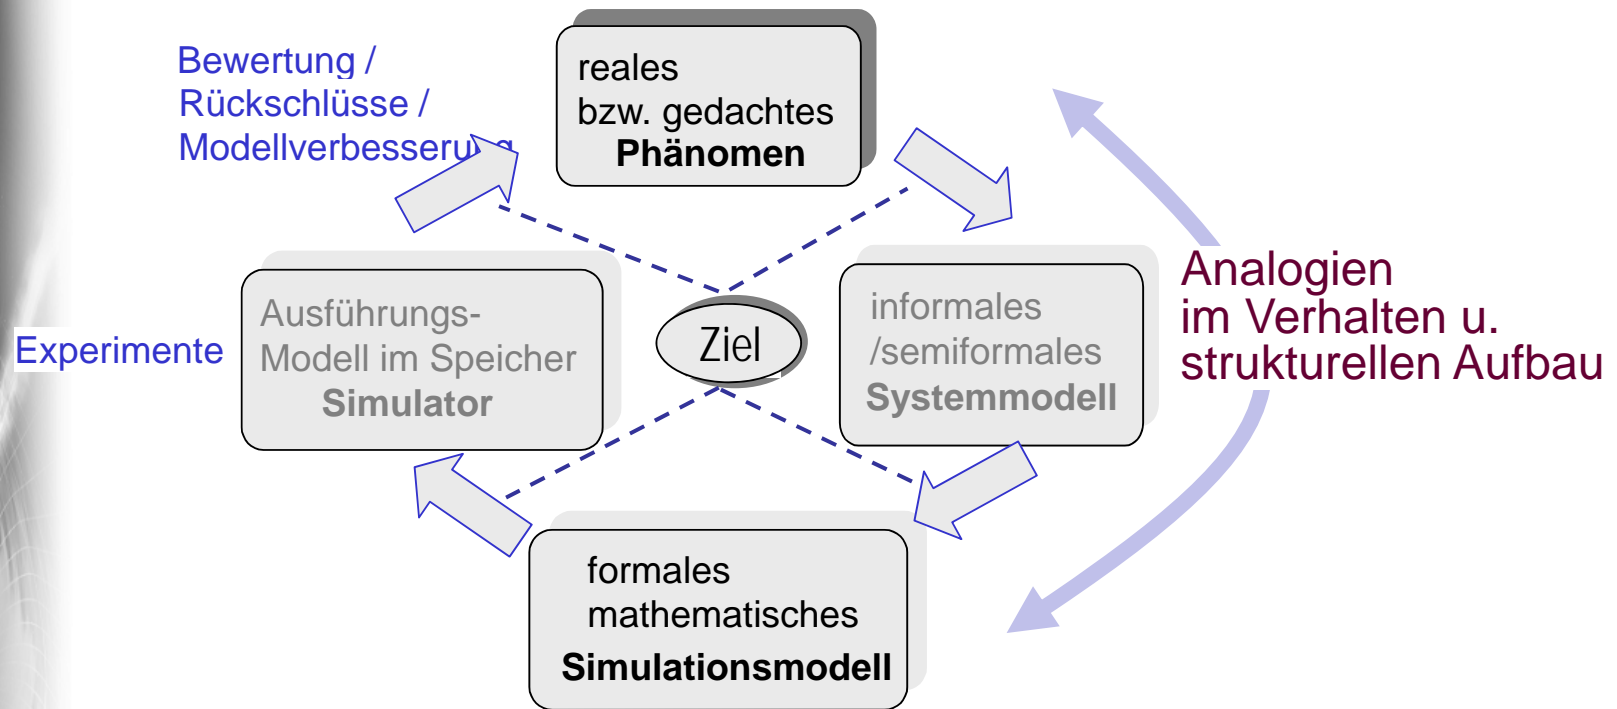 Bewertung /
Rückschlüsse /
Modellverbesserung
reales
bzw. gedachtes
Phänomen
Analogien
im Verhalten u.
strukturellen Aufbau
informales
/semiformales
Systemmodell
Ziel
Ausführungs-
Modell im Speicher
Simulator
Experimente
formales
mathematisches
Simulationsmodell